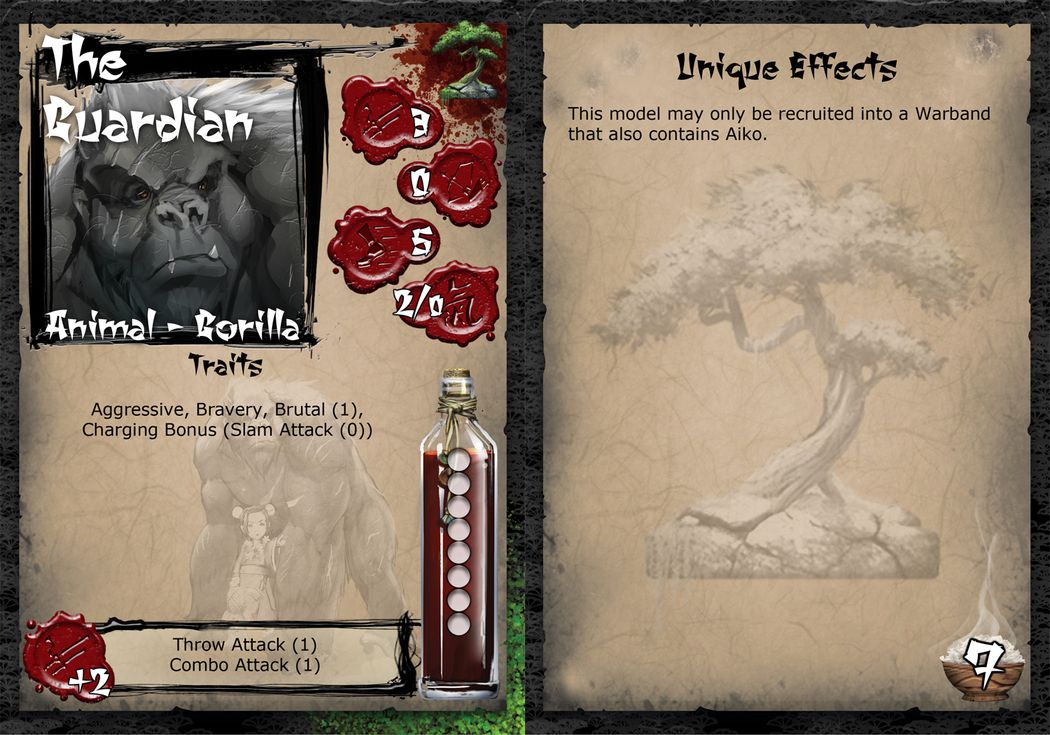 The
Guardian
Animal - Gorilla
3
0
5
2/0
氣
Traits
Aggressive, Bravery, Brutal (1),
Charging Bonus (Slam Attack (0))
+2
Throw Attack (1)
Combo Attack (1)
Unique Effects
This model may only be recruited into a Warband
that also contains Aiko.
7